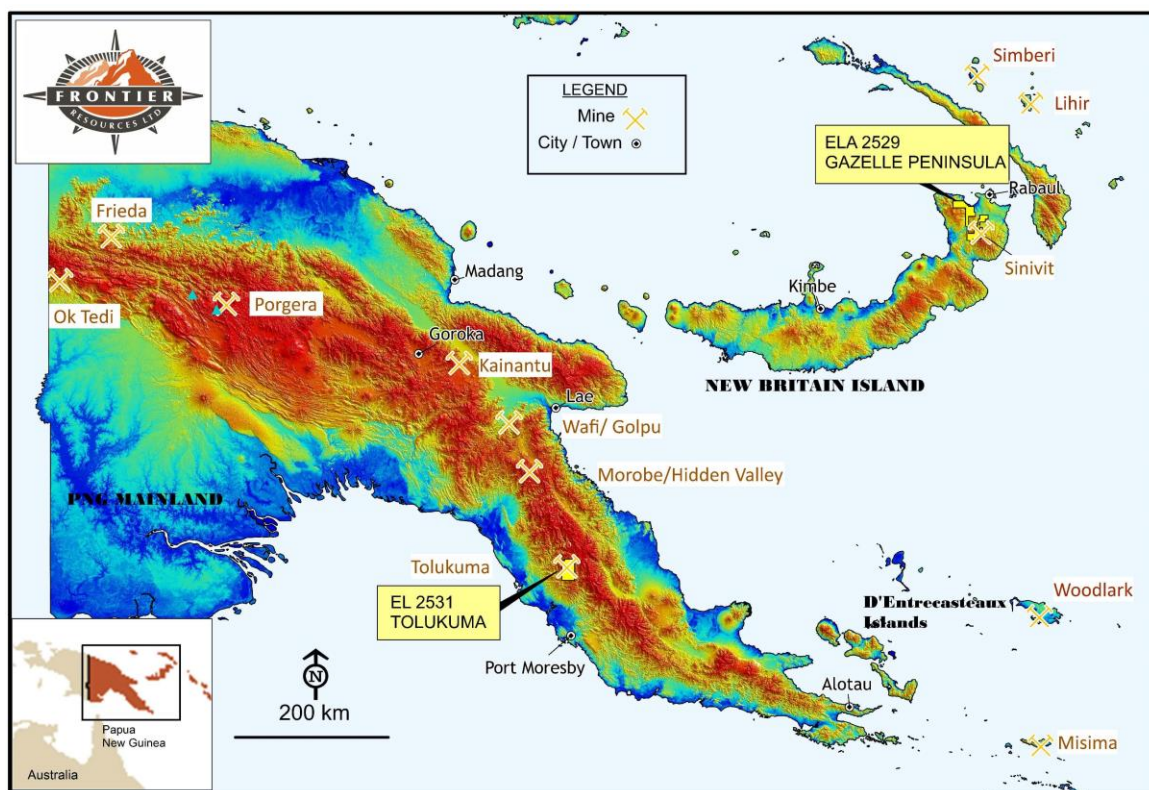 FRONTIER
RESOURCES LTD
LEGEND
Mine
City / Town
Simberi
Lihir
ELA 2529
GAZELLE PENINSULA
Rabaul
Sinivit
Kimbe
NEW BRITAIN ISLAND
Frieda
Ok Tedi
Porgera
Madang
Goroka
Kainantu
Lae
Wafi/ Golpu
Morobe/Hidden Valley
PNG MAINLAND
Tolukuma
EL 2531
TOLUKUMA
Port Moresby
Woodlark
D'Entrecasteaux
Islands
Alotau
Misima
N
200 km
Papua
New Guinea
Australia